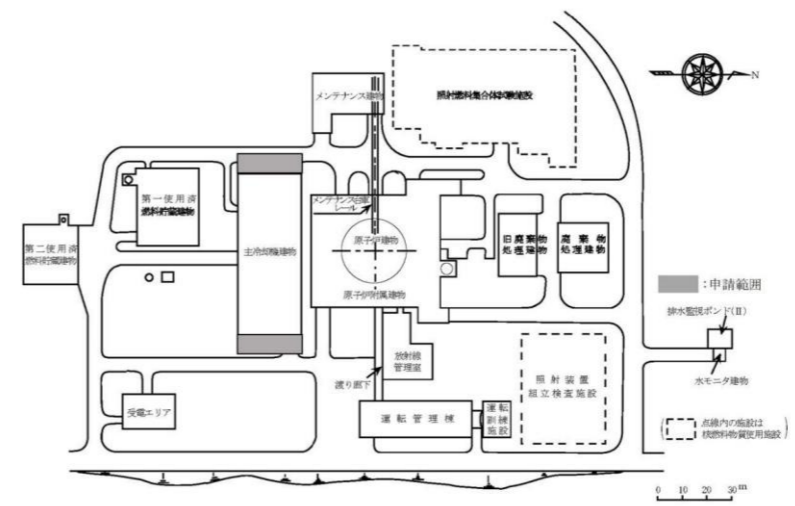 メンテナンス建物
照射燃料集合体試験施設
N
第一使用済
燃料貯蔵建物
メンテナンス台車
レール
第二使用済
燃料貯蔵建物
主冷却機建物
原子炉建物
旧廃棄物
処理建物
廃棄物
処理建物
：申請範囲
原子炉附属建物
排水監視ポンド(Ⅱ)
放射線
管理室
渡り廊下
照射装置
組立検査施設
水モニタ建物
受電エリア
運転管理棟
運転
訓練
施設
点線内の施設は
核燃料物質使用施設
0 10 20 30m